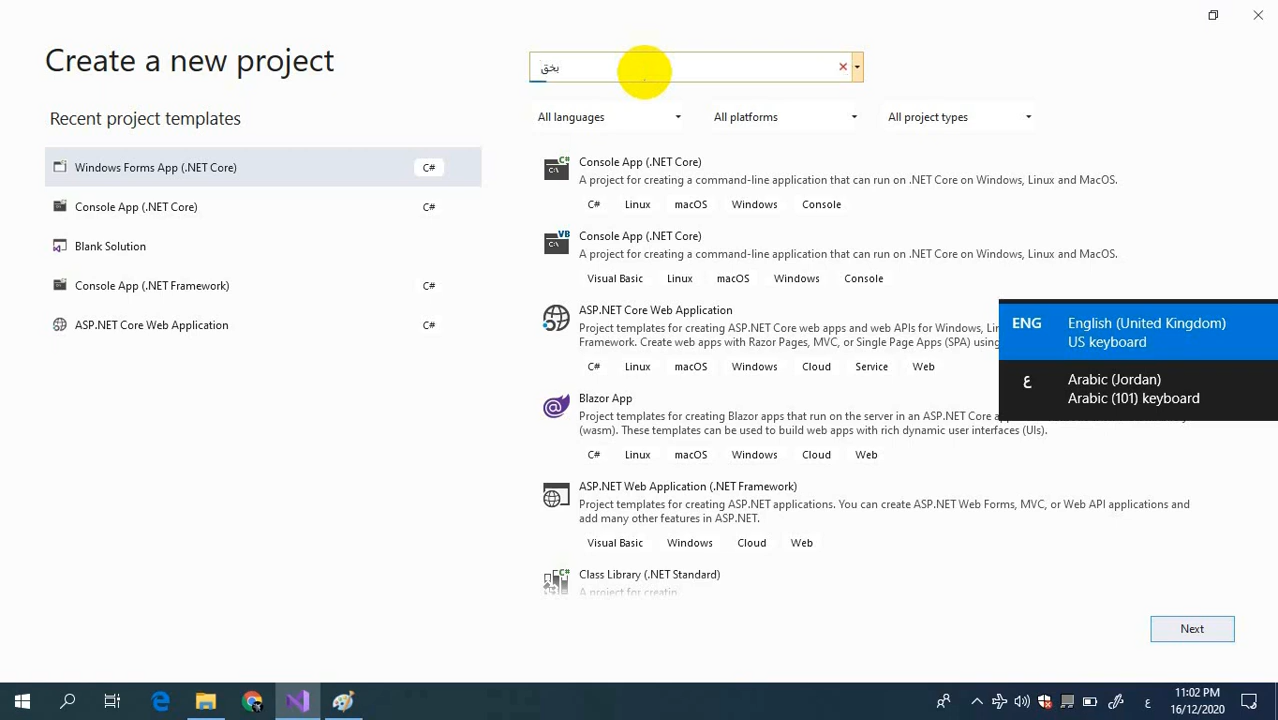 Create a new project
بخق
Recent project templates
All languages
All platforms
All project types
Windows Forms App (.NET Core)
C#
Console App (.NET Core)
C#
Blank Solution
Console App (.NET Framework)
C#
ASP.NET Core Web Application
C#
C#
C:\
Console App (.NET Core)
A project for creating a command-line application that can run on .NET Core on Windows, Linux and MacOS.
C# Linux macOS Windows Console
VB
C:\
Console App (.NET Core)
A project for creating a command-line application that can run on .NET Core on Windows, Linux and MacOS.
Visual Basic Linux macOS Windows Console
ASP.NET Core Web Application
Project templates for creating ASP.NET Core web apps and web APIs for Windows,
Framework. Create web apps with Razor Pages, MVC, or Single Page Apps (SPA) using
C# Linux macOS Windows Cloud Service Web
Blazor App
Project templates for creating Blazor apps that run on the server in an ASP.NET Core
(wasm). These templates can be used to build web apps with rich dynamic user interfaces (UIs).
C# Linux macOS Windows Cloud Web
ASP.NET Web Application (.NET Framework)
Project templates for creating ASP.NET applications. You can create ASP.NET Web Forms, MVC, or Web API applications and
add many other features in ASP.NET.
Visual Basic Windows Cloud Web
C#
Class Library (.NET Standard)
ENG English (United Kingdom)
US keyboard
ع Arabic (Jordan)
Arabic (101) keyboard
Next
ع
11:02 PM
16/12/2020